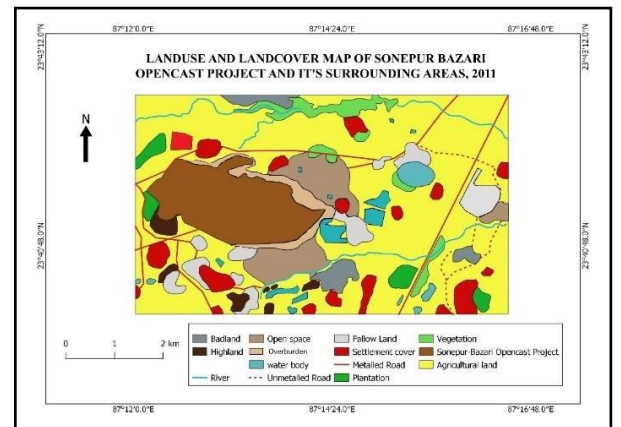 87°12'0.0"E 87°14'24.0"E 87°16'48.0"E
23°43'12.0"N 23°43'12.0"N
LANDUSE AND LANDCOVER MAP OF SONEPUR BAZARI
OPENCAST PROJECT AND IT'S SURROUNDING AREAS, 2011
N
23°40'48.0"N 23°40'48.0"N
0 1 2 km
Badland Open space Fallow Land Vegetation
Highland Overburden Settlement cover Sonepur-Bazari Opencast Project
water body Metalled Road Agricultural land
River Unmetalled Road Plantation
87°12'0.0"E 87°14'24.0"E 87°16'48.0"E